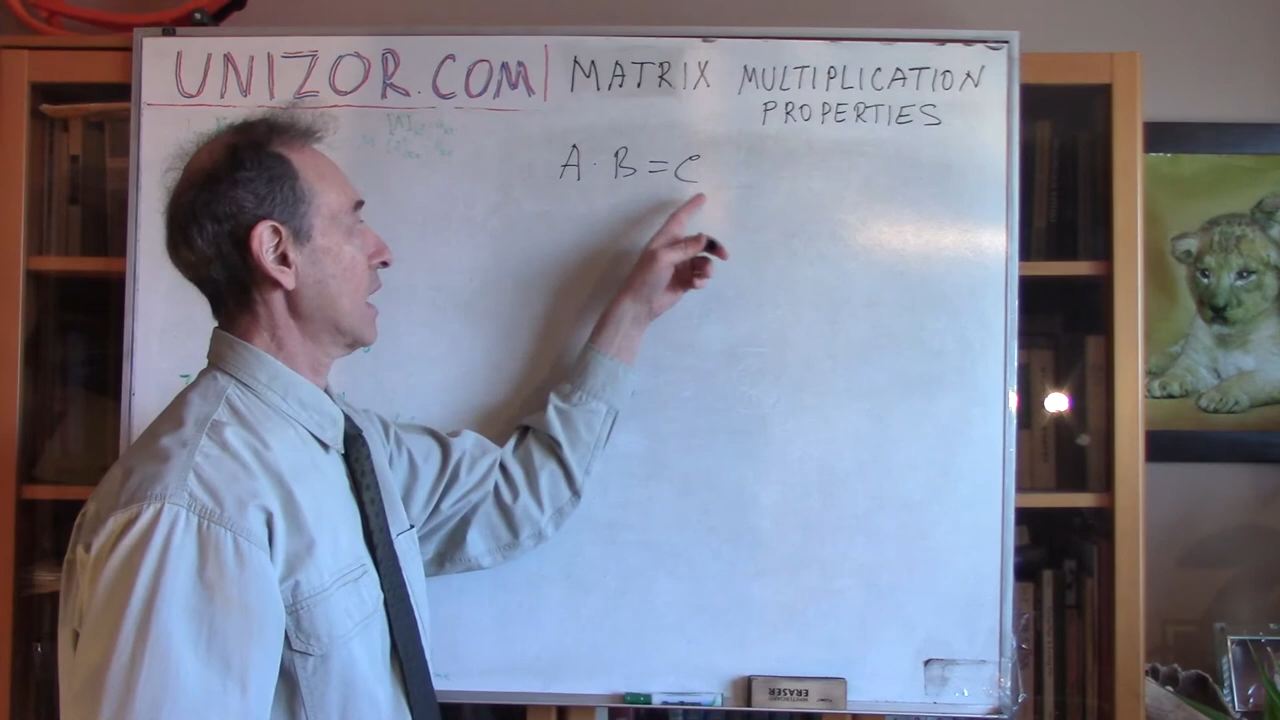 UNIZOR.COM | MATRIX MULTIPLICATION
PROPERTIES
A · B = C
ERASER